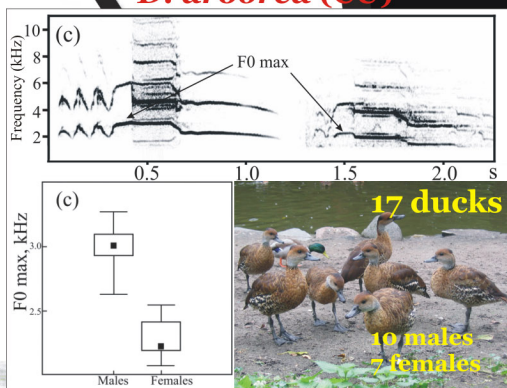 (c)
Frequency (kHz)
10
8
6
4
2
F0 max
0.5
1.0
1.5
2.0
s
(c)
F0 max, kHz
3.0
2.5
Males
Females
17 ducks
10 males
7 females